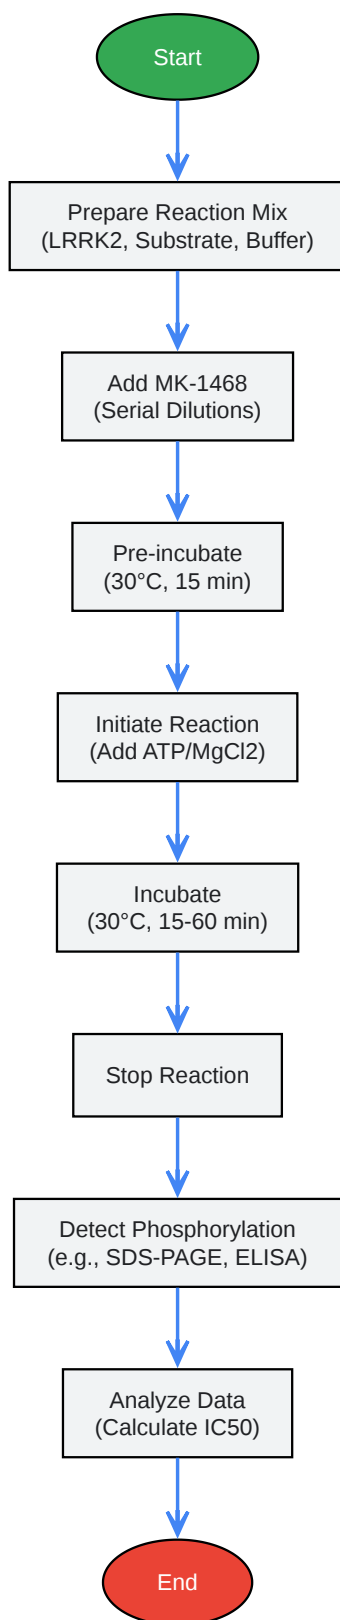 Start
Prepare Reaction Mix
(LRRK2, Substrate, Buffer)
Add MK-1468
(Serial Dilutions)
Pre-incubate
(30°C, 15 min)
Initiate Reaction
(Add ATP/MgCl2)
Incubate
(30°C, 15-60 min)
Stop Reaction
Detect Phosphorylation
(e.g., SDS-PAGE, ELISA)
Analyze Data
(Calculate IC50)
End